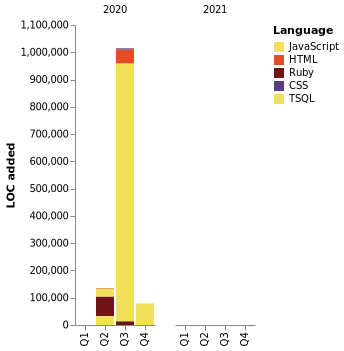 2020 2021
Language
JavaScript
HTML
Ruby
CSS
TSQL
LOC added
1,100,000
1,000,000
900,000
800,000
700,000
600,000
500,000
400,000
300,000
200,000
100,000
0
Q1 Q2 Q3 Q4 Q1 Q2 Q3 Q4